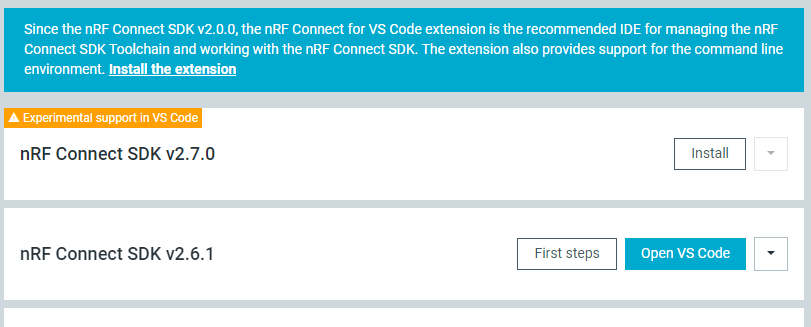 Since the nRF Connect SDK v2.0.0, the nRF Connect for VS Code extension is the recommended IDE for managing the nRF
Connect SDK Toolchain and working with the nRF Connect SDK. The extension also provides support for the command line
environment. Install the extension
Experimental support in VS Code
nRF Connect SDK v2.7.0
Install
nRF Connect SDK v2.6.1
First steps
Open VS Code